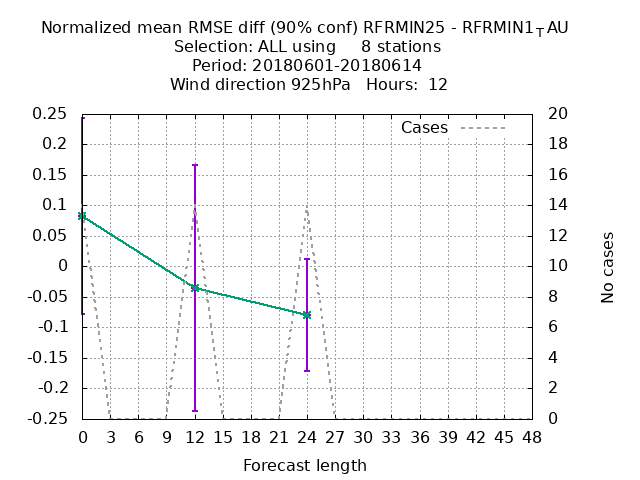 Normalized mean RMSE diff (90% conf) RFRMIN25 - RFRMIN1_TAU
Selection: ALL using 8 stations
Period: 20180601-20180614
Wind direction 925hPa Hours: 12
Cases
0.25
0.2
0.15
0.1
0.05
0
-0.05
-0.1
-0.15
-0.2
-0.25
20
18
16
14
12
10
8
6
4
2
0
No cases
0 3 6 9 12 15 18 21 24 27 30 33 36 39 42 45 48
Forecast length